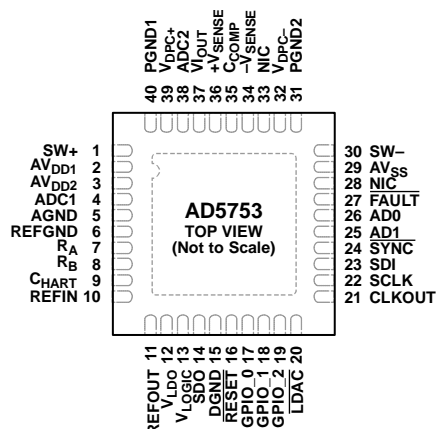 40 PGND1
39 VDPC+
38 ADC2
37 VIOUT
36 +VSENSE
35 CCOMP
34 –VSENSE
33 NIC
32 VDPC–
31 PGND2
SW+ 1
AVDD1 2
AVDD2 3
ADC1 4
AGND 5
REFGND 6
RA 7
RB 8
CHART 9
REFIN 10
AD5753
TOP VIEW
(Not to Scale)
30 SW–
29 AVSS
28 NIC
27 FAULT
26 AD0
25 AD1
24 SYNC
23 SDI
22 SCLK
21 CLKOUT
REFOUT 11
VLDO 12
VLOGIC 13
SDO 14
DGND 15
RESET 16
GPIO_0 17
GPIO_1 18
GPIO_2 19
LDAC 20